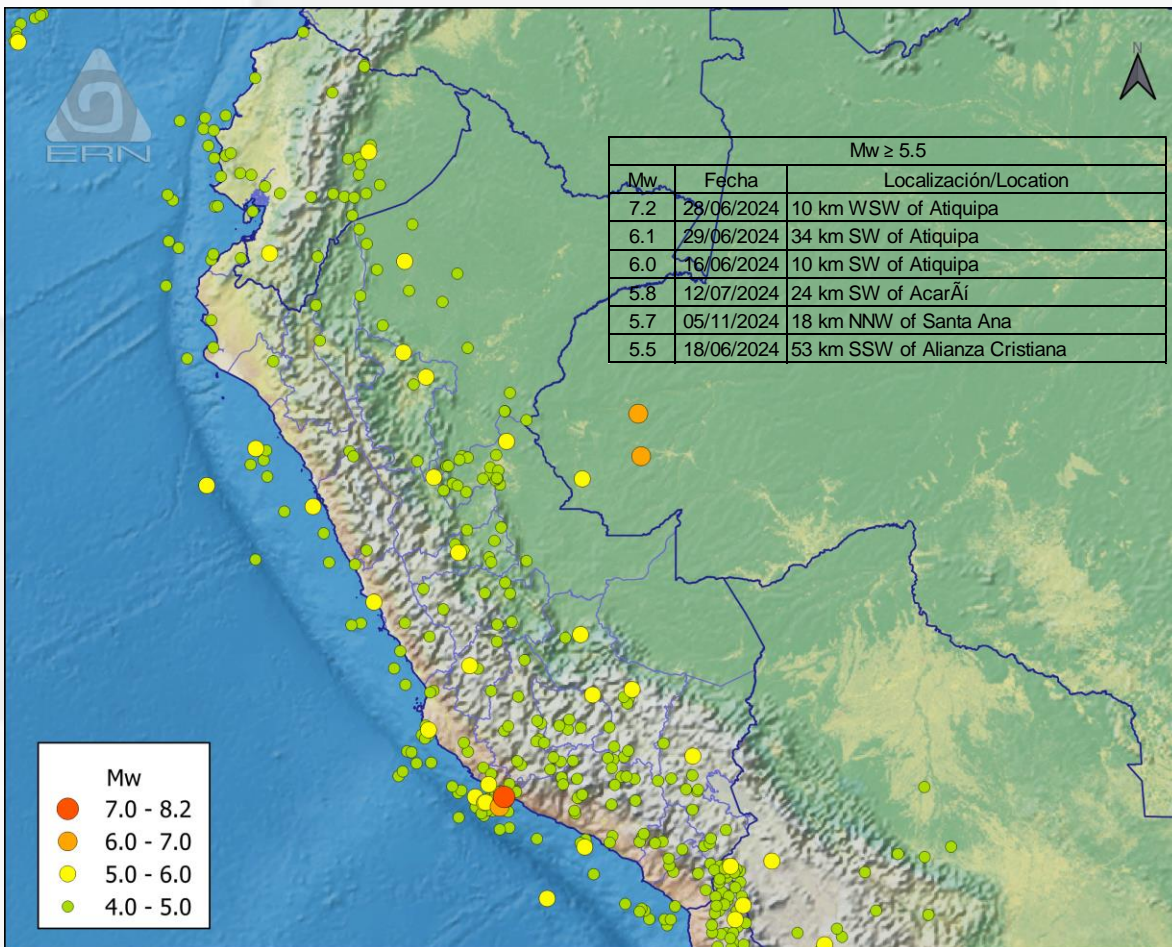 ERN
N
Mw ≥ 5.5
Mw Fecha Localización/Location
7.2 28/06/2024 10 km WSW of Atiquipa
6.1 29/06/2024 34 km SW of Atiquipa
6.0 16/06/2024 10 km SW of Atiquipa
5.8 12/07/2024 24 km SW of AcarÃ­í
5.7 05/11/2024 18 km NNW of Santa Ana
5.5 18/06/2024 53 km SSW of Alianza Cristiana
Mw
7.0 - 8.2
6.0 - 7.0
5.0 - 6.0
4.0 - 5.0